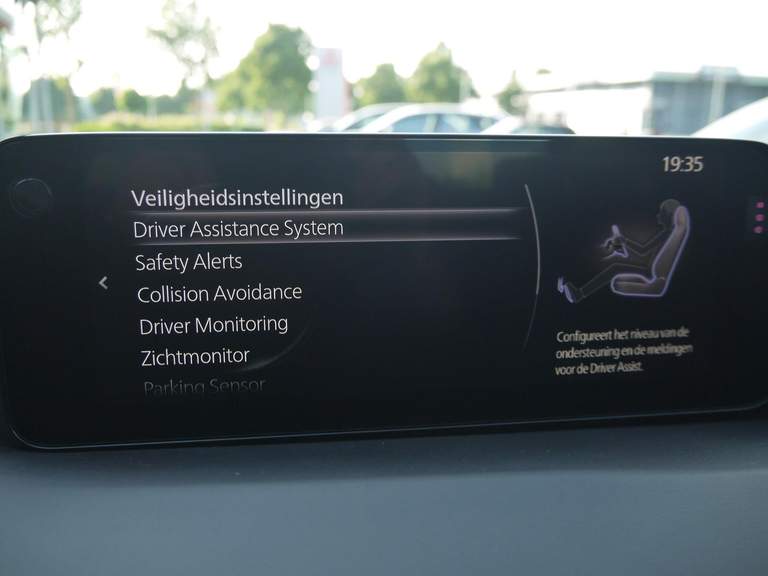 19:35
Veiligheidsinstellingen
Driver Assistance System
Safety Alerts
Collision Avoidance
Driver Monitoring
Zichtmonitor
Parking Sensor
Configureert het niveau van de
ondersteuning en de meldingen
voor de Driver Assist.